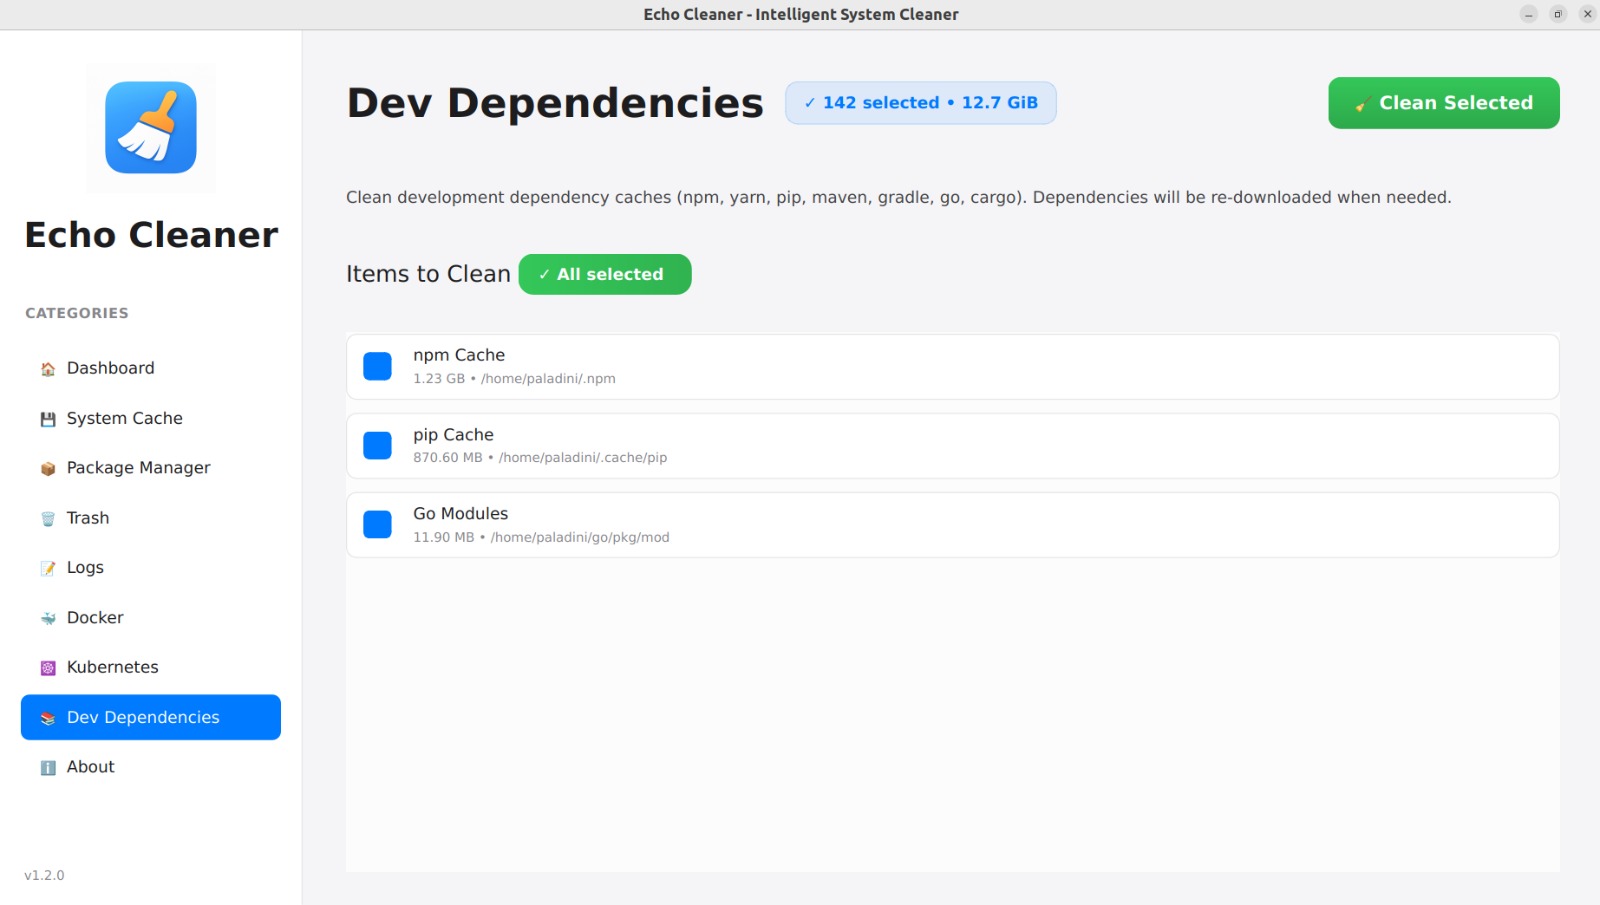 Echo Cleaner - Intelligent System Cleaner
Echo Cleaner
CATEGORIES
Dashboard
System Cache
Package Manager
Trash
Logs
Docker
Kubernetes
Dev Dependencies
About
v1.2.0
Dev Dependencies
✓ 142 selected • 12.7 GiB
Clean Selected
Clean development dependency caches (npm, yarn, pip, maven, gradle, go, cargo). Dependencies will be re-downloaded when needed.
Items to Clean
✓ All selected
npm Cache
1.23 GB • /home/paladini/.npm
pip Cache
870.60 MB • /home/paladini/.cache/pip
Go Modules
11.90 MB • /home/paladini/go/pkg/mod